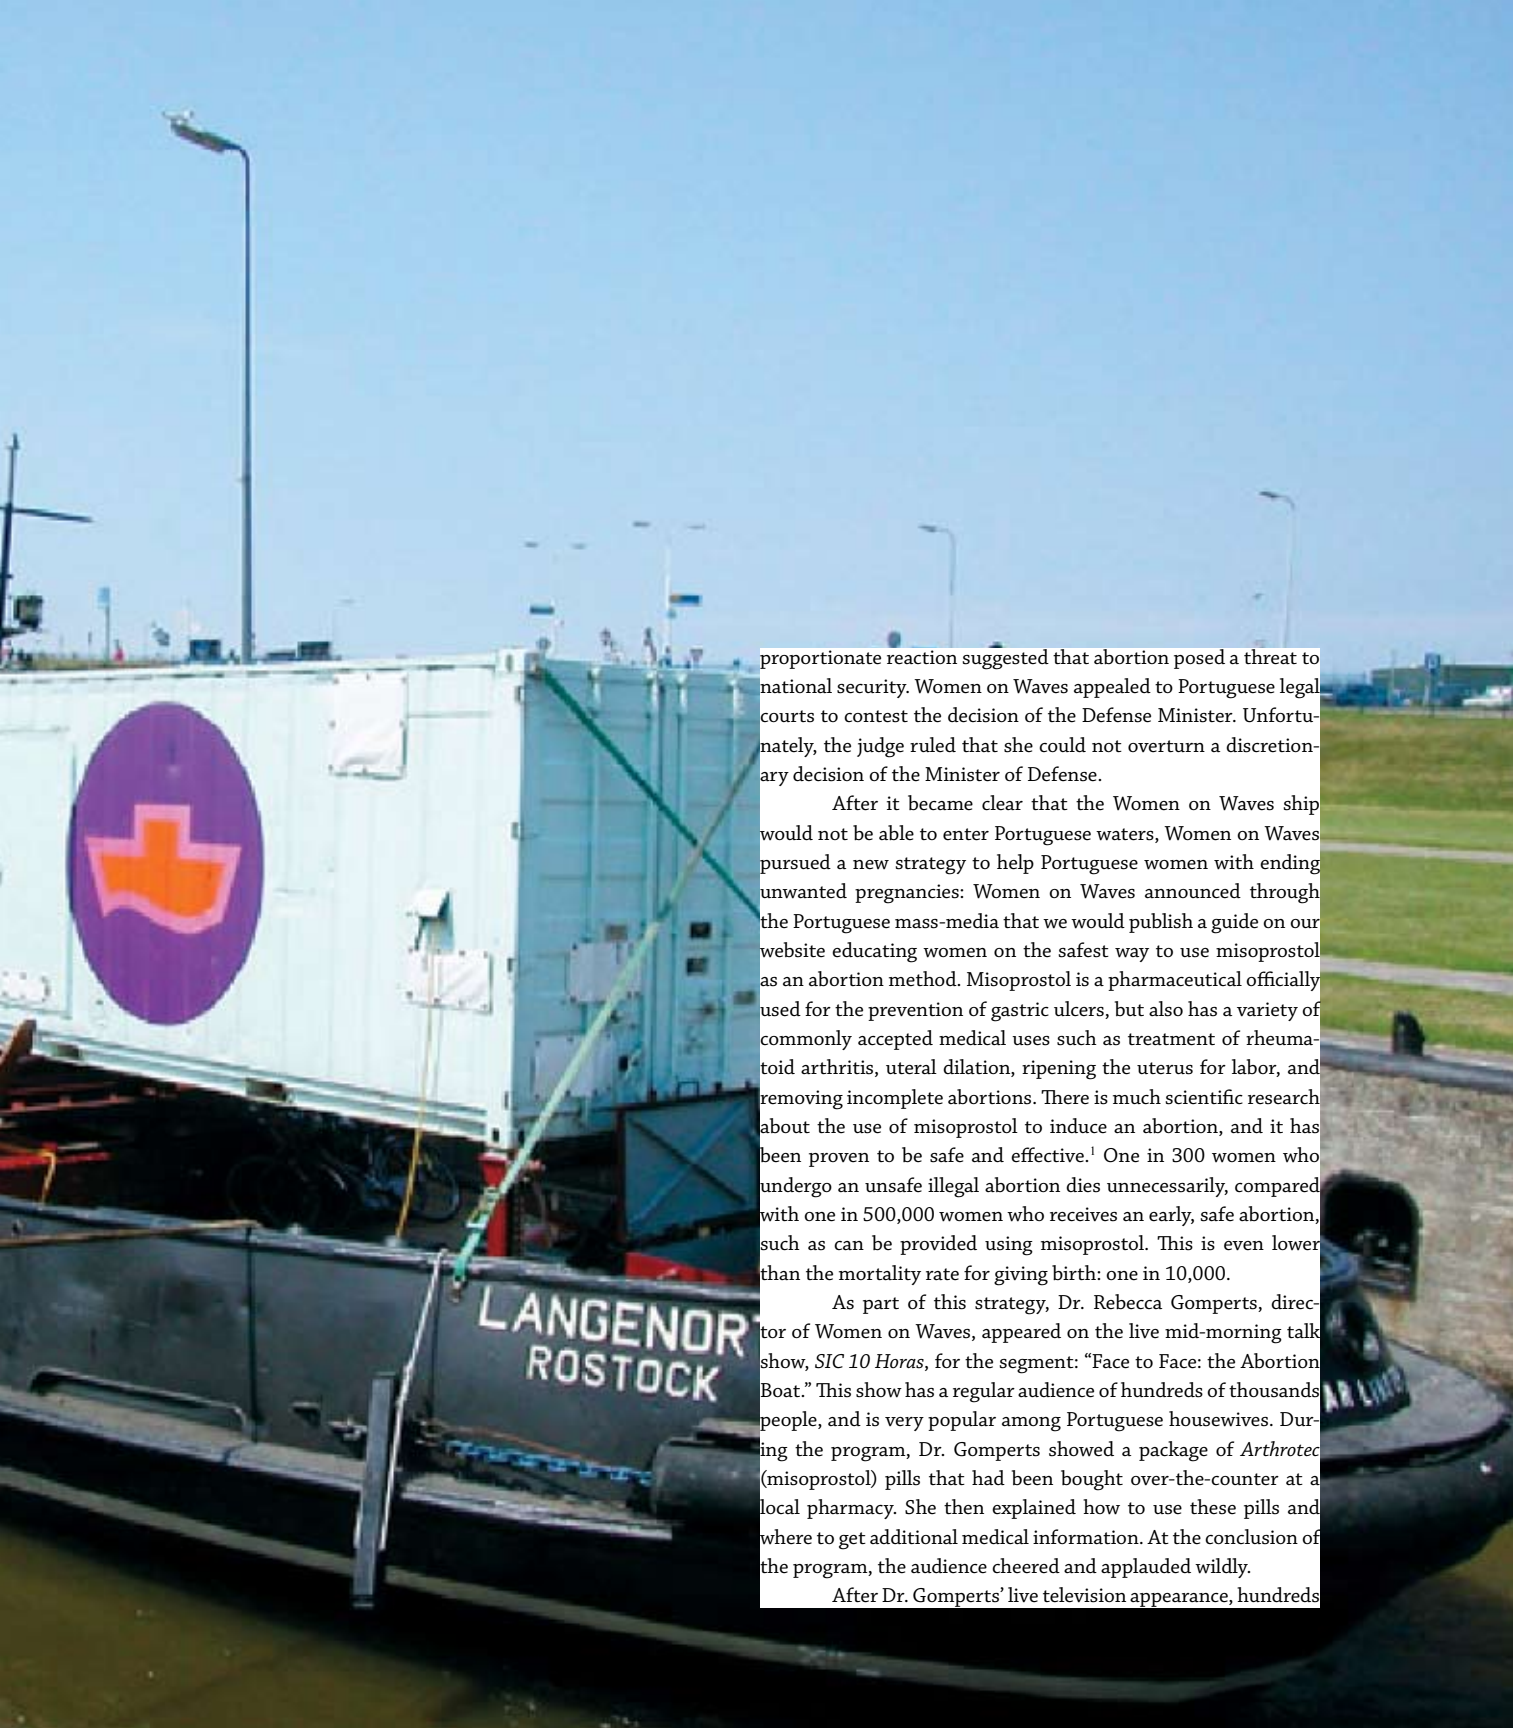 proportionate reaction suggested that abortion posed a threat to
national security. Women on Waves appealed to Portuguese legal
courts to contest the decision of the Defense Minister. Unfortu-
nately, the judge ruled that she could not overturn a discretion-
ary decision of the Minister of Defense.
After it became clear that the Women on Waves ship
would not be able to enter Portuguese waters, Women on Waves
pursued a new strategy to help Portuguese women with ending
unwanted pregnancies: Women on Waves announced through
the Portuguese mass-media that we would publish a guide on our
website educating women on the safest way to use misoprostol
as an abortion method. Misoprostol is a pharmaceutical officially
used for the prevention of gastric ulcers, but also has a variety of
commonly accepted medical uses such as treatment of rheuma-
toid arthritis, uteral dilation, ripening the uterus for labor, and
removing incomplete abortions. There is much scientific research
about the use of misoprostol to induce an abortion, and it has
been proven to be safe and effective.¹ One in 300 women who
undergo an unsafe illegal abortion dies unnecessarily, compared
with one in 500,000 women who receives an early, safe abortion,
such as can be provided using misoprostol. This is even lower
than the mortality rate for giving birth: one in 10,000.
As part of this strategy, Dr. Rebecca Gomperts, direc-
tor of Women on Waves, appeared on the live mid-morning talk
show, SIC 10 Horas, for the segment: “Face to Face: the Abortion
Boat.” This show has a regular audience of hundreds of thousands
people, and is very popular among Portuguese housewives. Dur-
ing the program, Dr. Gomperts showed a package of Arthrotec
(misoprostol) pills that had been bought over-the-counter at a
local pharmacy. She then explained how to use these pills and
where to get additional medical information. At the conclusion of
the program, the audience cheered and applauded wildly.
After Dr. Gomperts’ live television appearance, hundreds
LANGENOR
ROSTOCK